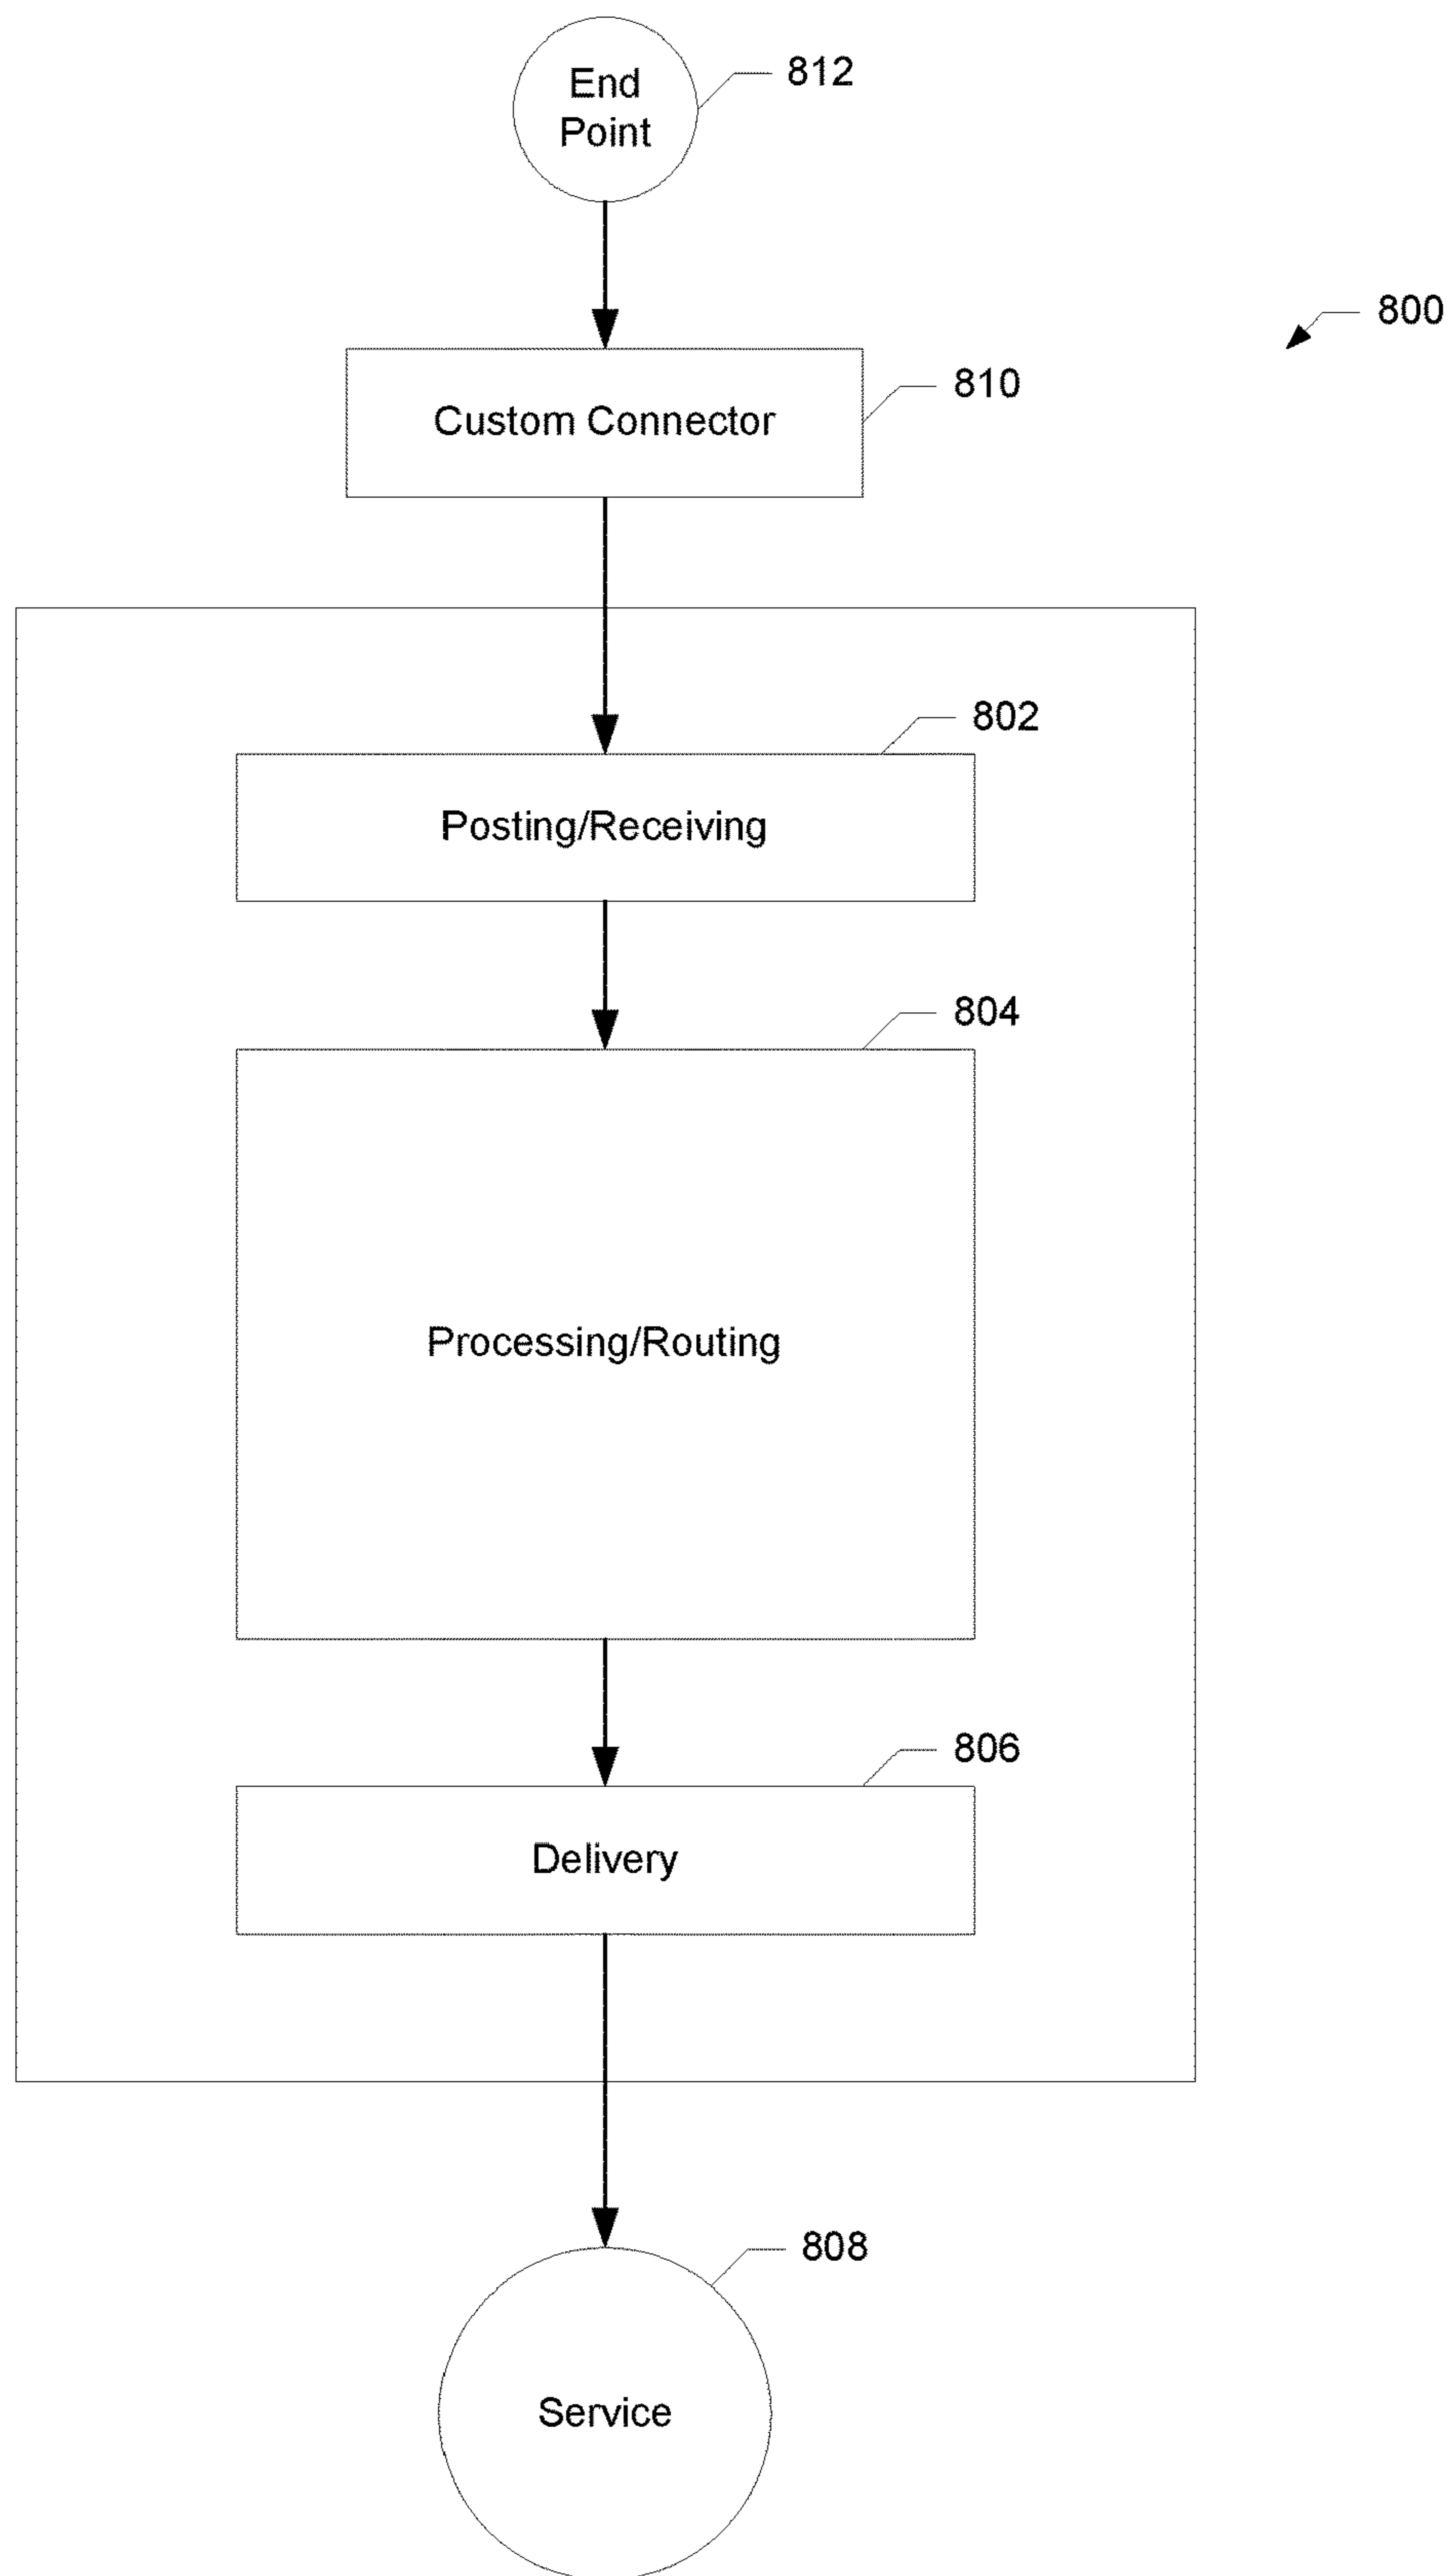 End
Point
812
800
Custom Connector
810
802
Posting/Receiving
804
Processing/Routing
806
Delivery
808
Service